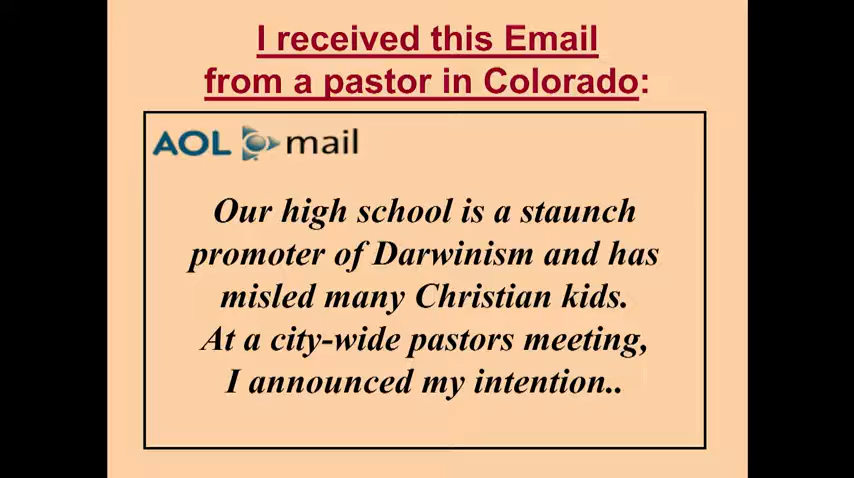 I received this Email
from a pastor in Colorado:
AOL mail
Our high school is a staunch
promoter of Darwinism and has
misled many Christian kids.
At a city-wide pastors meeting,
I announced my intention..